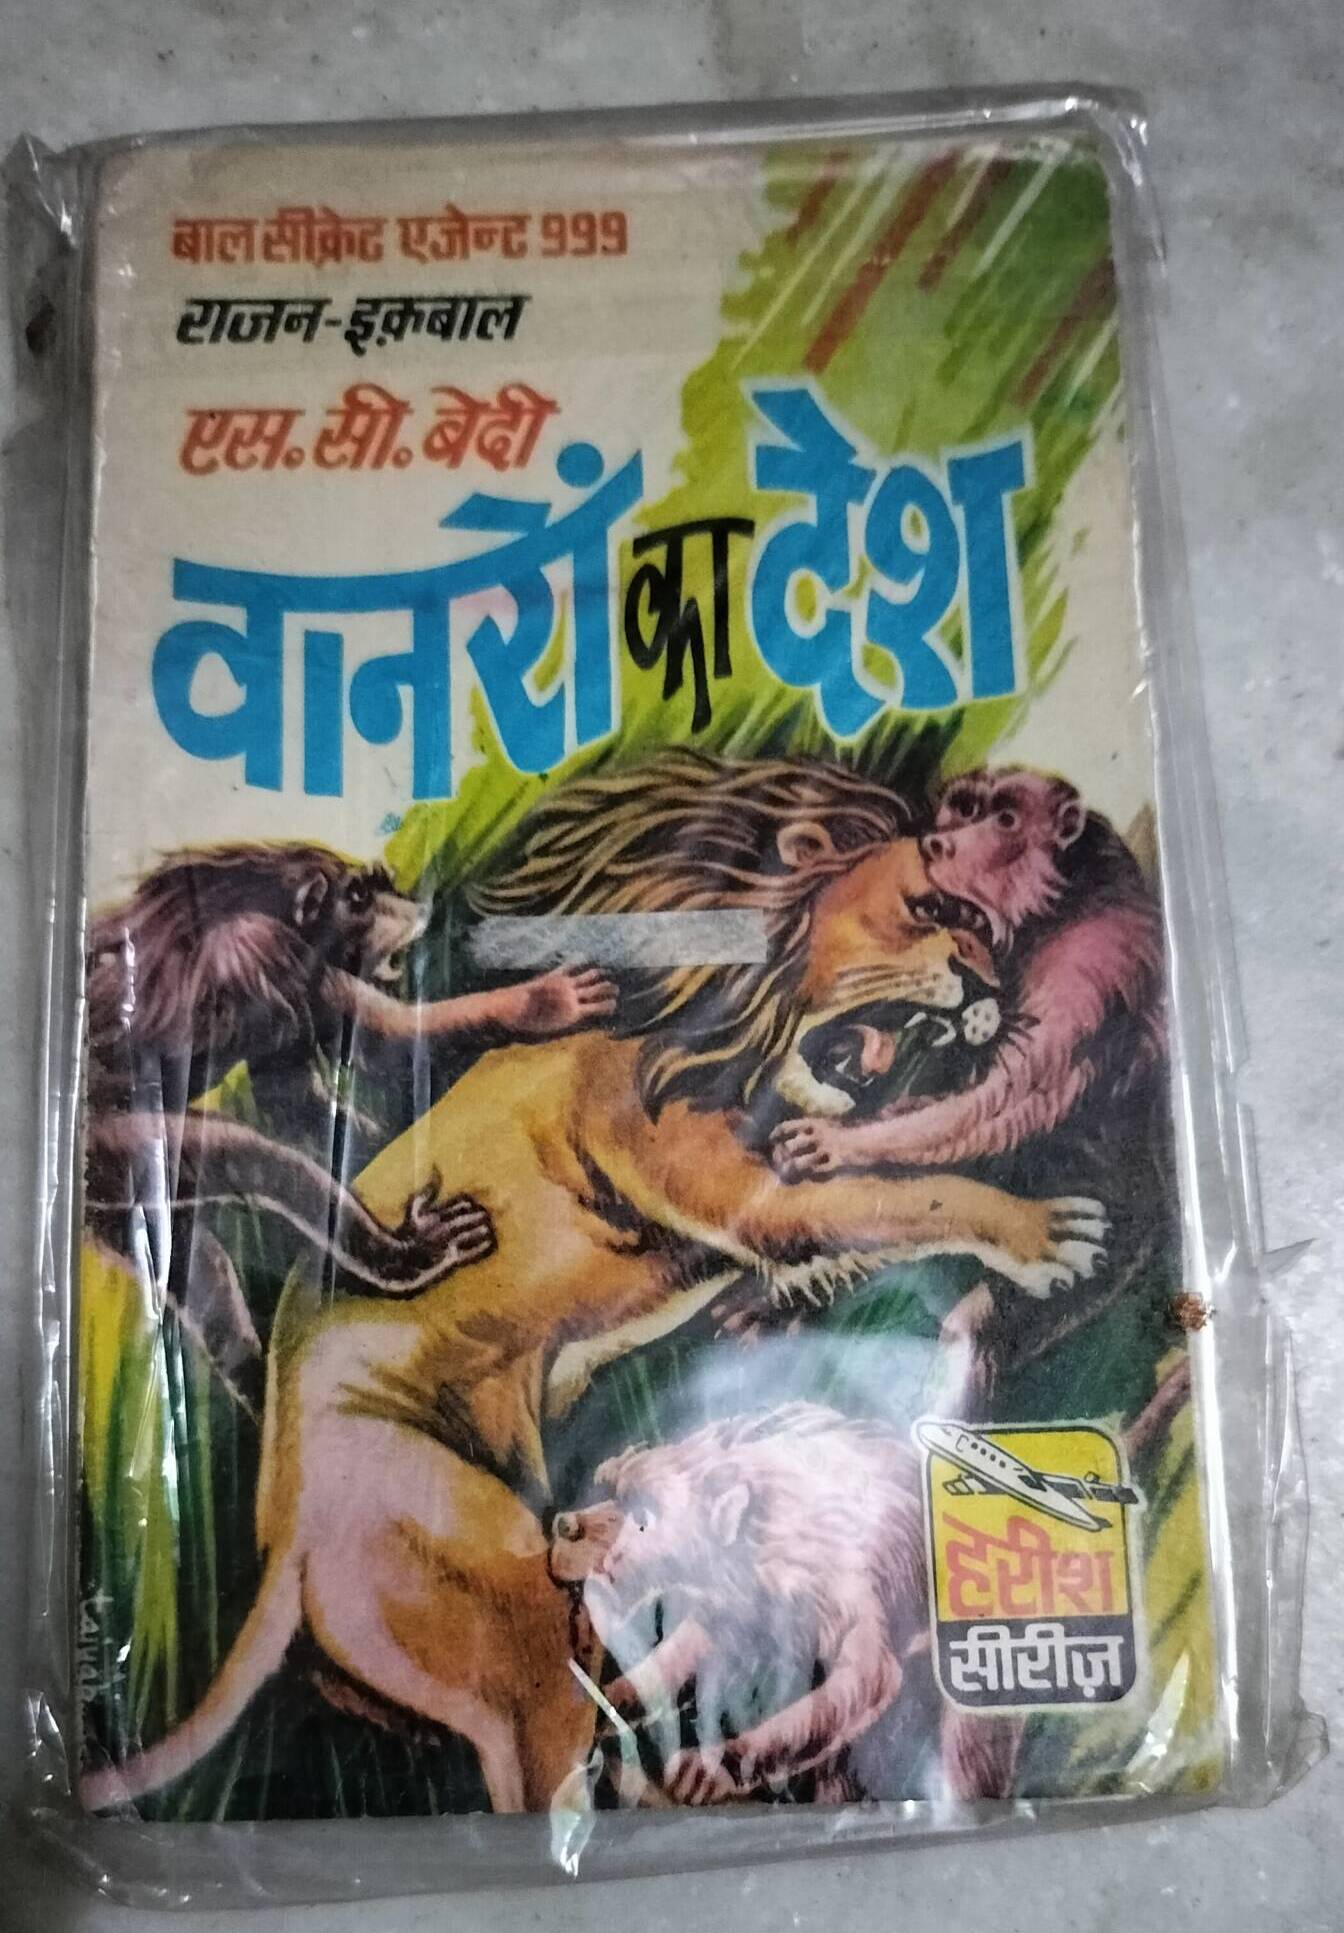 बाल सीक्रेट एजेन्ट 999
राजन-इक़बाल
एस. सी. बेदी
वानरों का देश
हरीश
सीरीज़